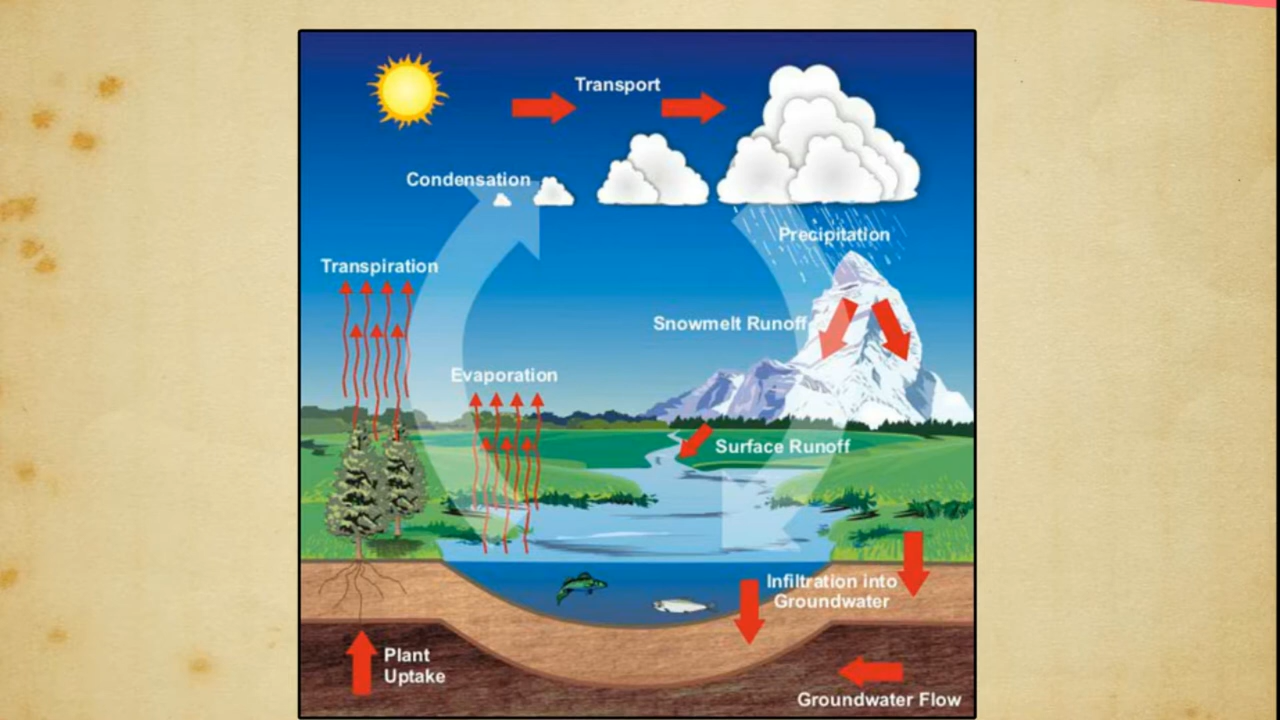 Transport
Condensation
Precipitation
Transpiration
Snowmelt Runoff
Evaporation
Surface Runoff
Infiltration into
Groundwater
Plant
Uptake
Groundwater Flow